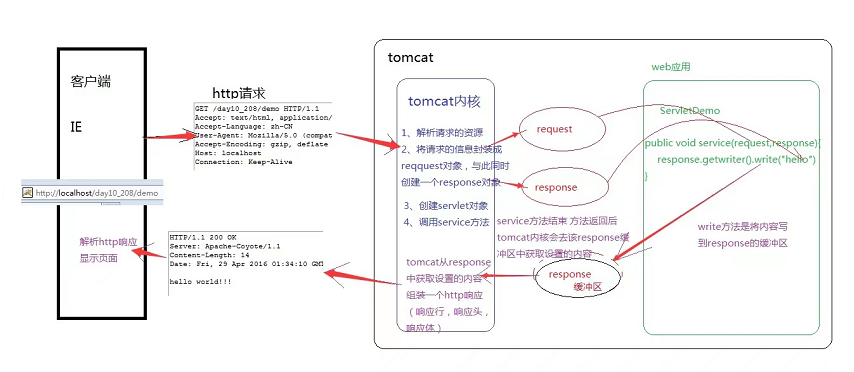 客户端
IE
http://localhost/day10_208/demo
解析http响应
显示页面
http请求
GET /day10_208/demo HTTP/1.1
Accept: text/html, application/
Accept-Language: zh-CN
User-Agent: Mozilla/5.0 (compat
Accept-Encoding: gzip, deflate
Host: localhost
Connection: Keep-Alive
HTTP/1.1 200 OK
Server: Apache-Coyote/1.1
Content-Length: 14
Date: Fri, 29 Apr 2016 01:34:10 GMT
hello world!!!
tomcat
tomcat内核
1、解析请求的资源
2、将请求的信息封装成
reqquest对象，与此同时
创建一个response对象
3、创建servlet对象
4、调用service方法
tomcat从response
中获取设置的内容
组装一个http响应
（响应行，响应头，
响应体）
request
response
service方法结束 方法返回后
tomcat内核会去该response缓
冲区中获取设置的内容
response
缓冲区
web应用
ServletDemo
public void service(request,response){
response.getwriter().write("hello")
}
write方法是将内容写
到response的缓冲区